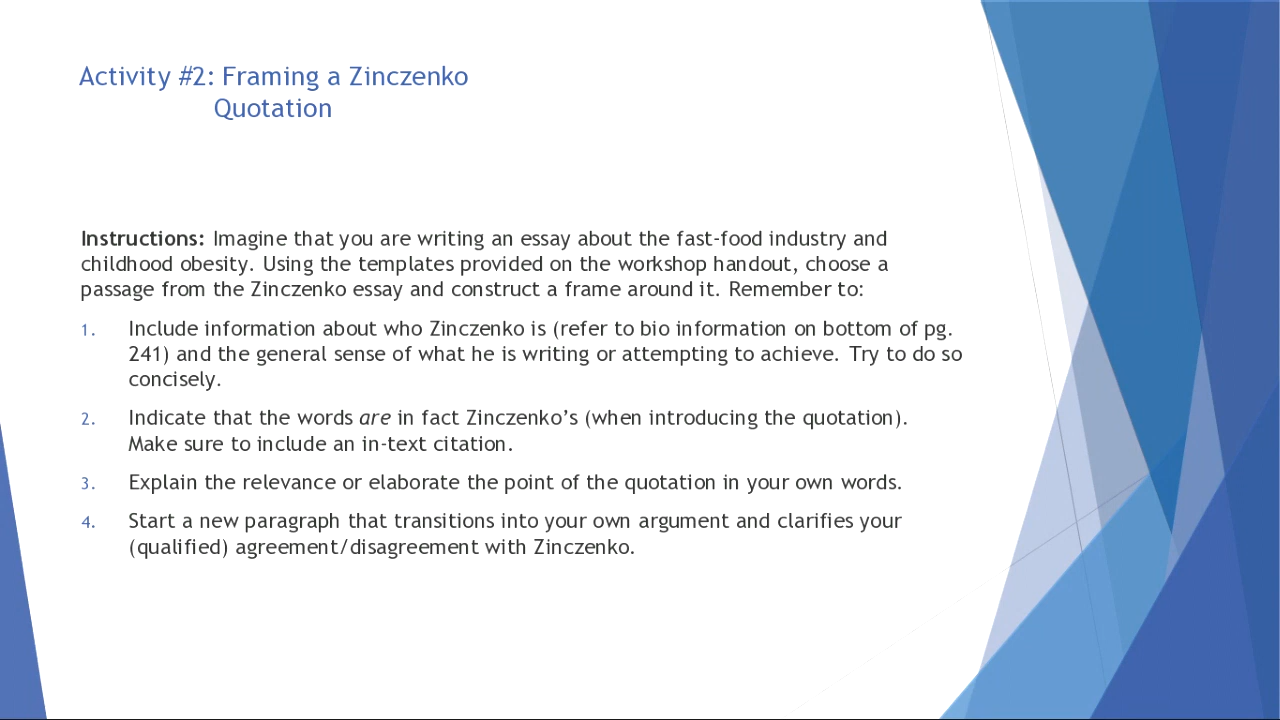 Activity #2: Framing a Zinczenko
Quotation
Instructions: Imagine that you are writing an essay about the fast-food industry and
childhood obesity. Using the templates provided on the workshop handout, choose a
passage from the Zinczenko essay and construct a frame around it. Remember to:
1. Include information about who Zinczenko is (refer to bio information on bottom of pg.
241) and the general sense of what he is writing or attempting to achieve. Try to do so
concisely.
2. Indicate that the words are in fact Zinczenko’s (when introducing the quotation).
Make sure to include an in-text citation.
3. Explain the relevance or elaborate the point of the quotation in your own words.
4. Start a new paragraph that transitions into your own argument and clarifies your
(qualified) agreement/disagreement with Zinczenko.